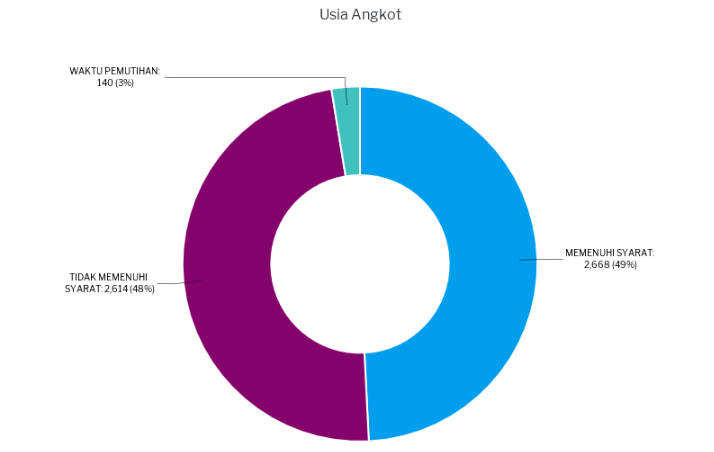 Usia Angkot
WAKTU PEMUTIHAN:
140 (3%)
MEMENUHI SYARAT:
2,668 (49%)
TIDAK MEMENUHI
SYARAT: 2,614 (48%)